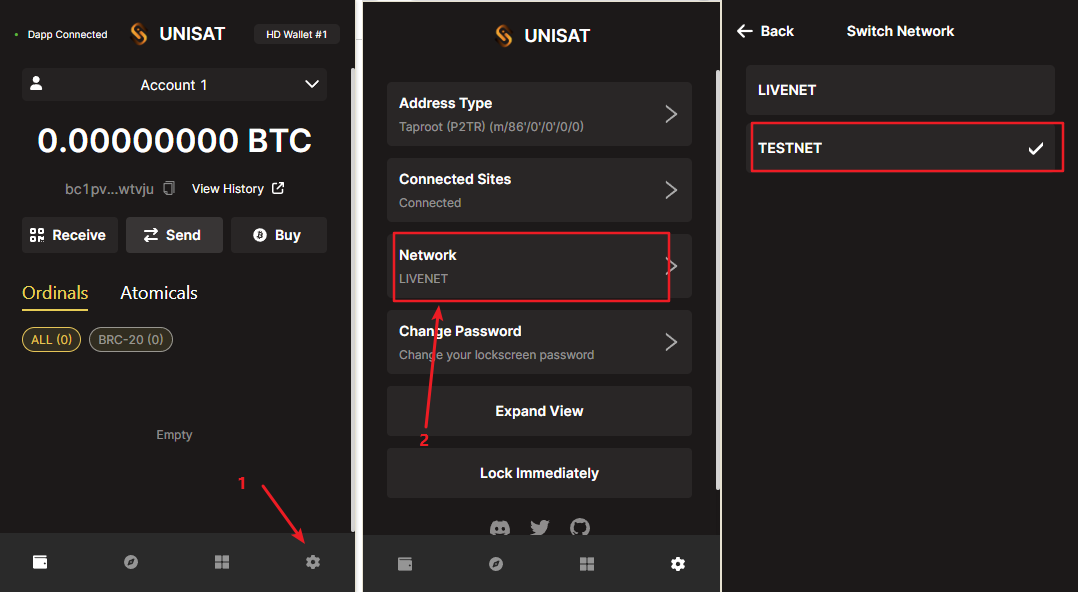 Dapp Connected
UNISAT
HD Wallet #1
Account 1
0.00000000 BTC
bc1pv...wtvju
View History
Receive
Send
Buy
Ordinals
Atomicals
ALL (0)
BRC-20 (0)
Empty
1
UNISAT
Address Type
Taproot (P2TR) (m/86'/0'/0'/0/0)
Connected Sites
Connected
Network
LIVENET
Change Password
Change your lockscreen password
2
Expand View
Lock Immediately
Back
Switch Network
LIVENET
TESTNET